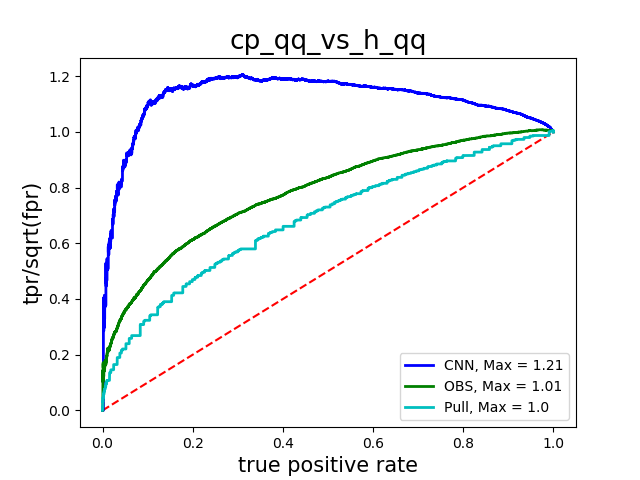 cp_qq_vs_h_qq
tpr/sqrt(fpr)
1.2
1.0
0.8
0.6
0.4
0.2
0.0
CNN, Max = 1.21
OBS, Max = 1.01
Pull, Max = 1.0
0.0 0.2 0.4 0.6 0.8 1.0
true positive rate